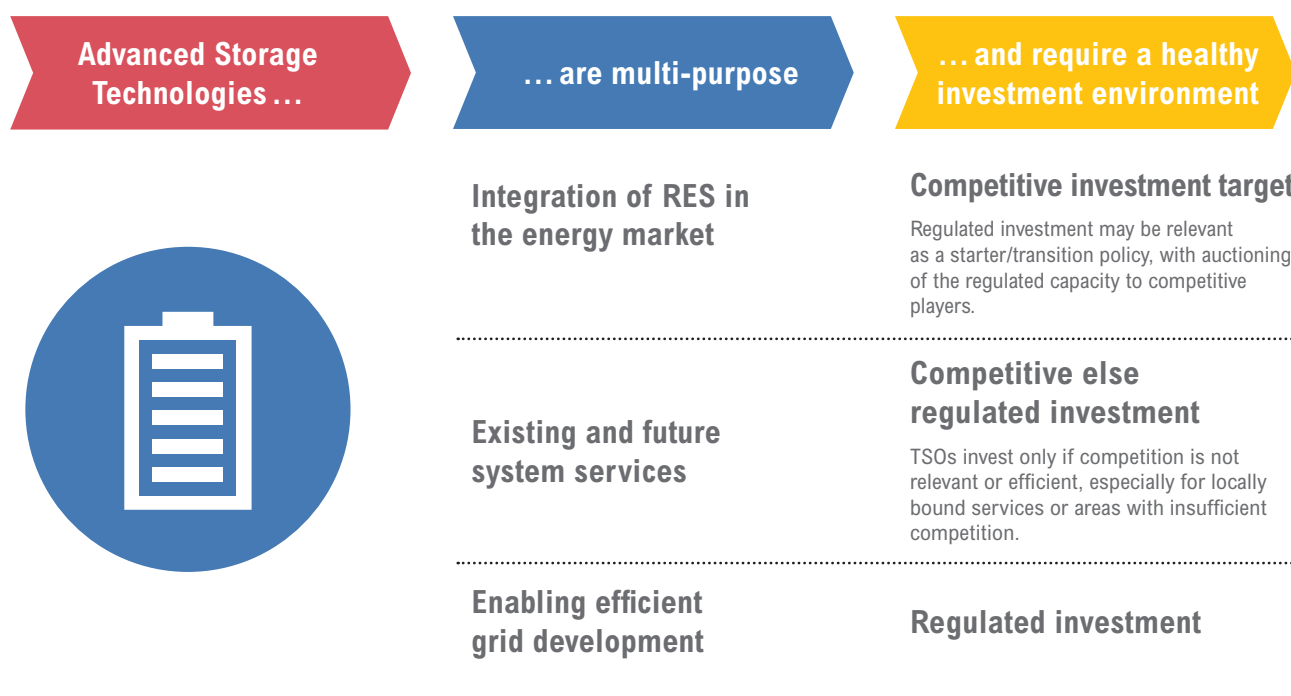 Advanced Storage
Technologies ...
... are multi-purpose
... and require a healthy
investment environment
Integration of RES in
the energy market
Competitive investment target
Regulated investment may be relevant
as a starter/transition policy, with auctioning
of the regulated capacity to competitive
players.
Existing and future
system services
Competitive else
regulated investment
TSOs invest only if competition is not
relevant or efficient, especially for locally
bound services or areas with insufficient
competition.
Enabling efficient
grid development
Regulated investment